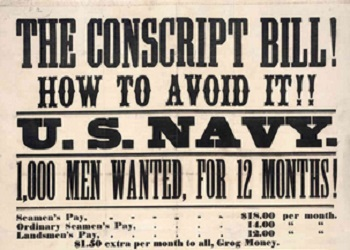 THE CONSCRIPT BILL!
HOW TO AVOID IT!!
U.S. NAVY.
1,000 MEN WANTED, FOR 12 MONTHS!
Seamen's Pay, - - - - - - $18.00 per month.
Ordinary Seamen's Pay, - - - - 14.00 " "
Landsmen's Pay, - - - - - 12.00 " "
$1.50 extra per month to all, Grog Money.